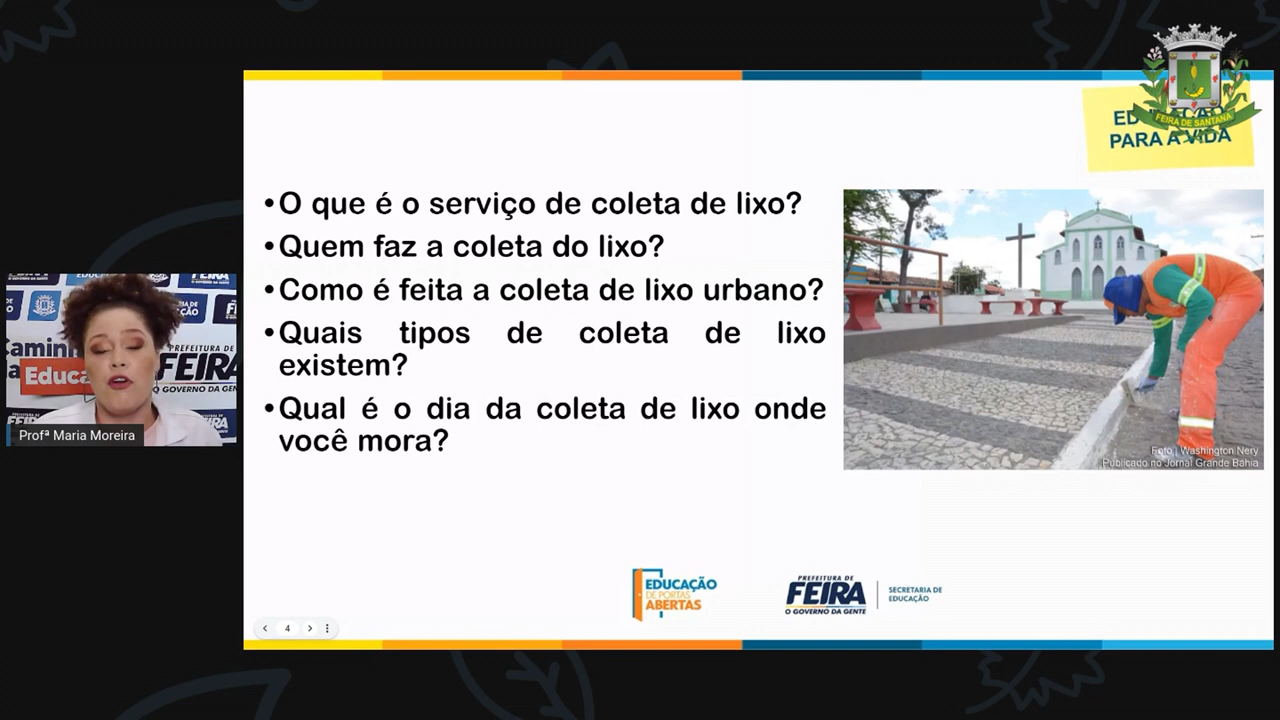 FEIRA DE SANTANA
PARA A VIDA
•O que é o serviço de coleta de lixo?
•Quem faz a coleta do lixo?
•Como é feita a coleta de lixo urbano?
•Quais tipos de coleta de lixo
existem?
•Qual é o dia da coleta de lixo onde
você mora?
Foto | Washington Nery
Publicado no Jornal Grande Bahia
Educa
PREFEITURA DE
FEIRA
O GOVERNO DA GENTE
Profª Maria Moreira
EDUCAÇÃO
DE PORTAS
ABERTAS
PREFEITURA DE
FEIRA
O GOVERNO DA GENTE
SECRETARIA DE
EDUCAÇÃO
4